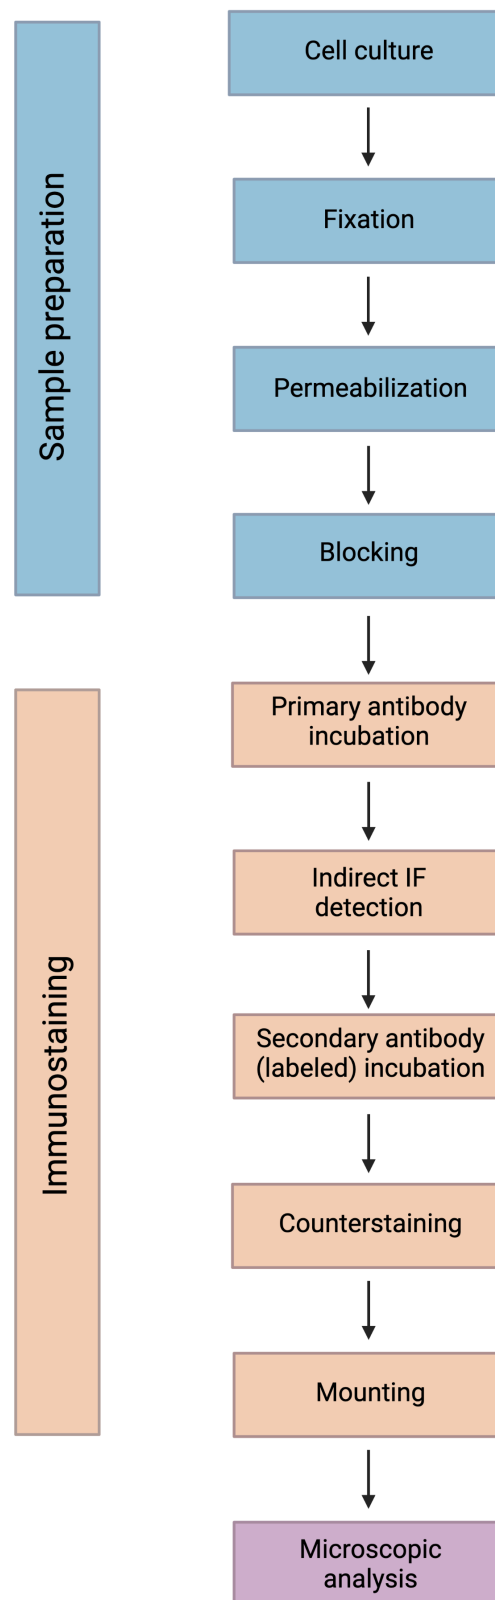 Sample preparation
Cell culture
Fixation
Permeabilization
Blocking
Immunostaining
Primary antibody
incubation
Indirect IF
detection
Secondary antibody
(labeled) incubation
Counterstaining
Mounting
Microscopic
analysis